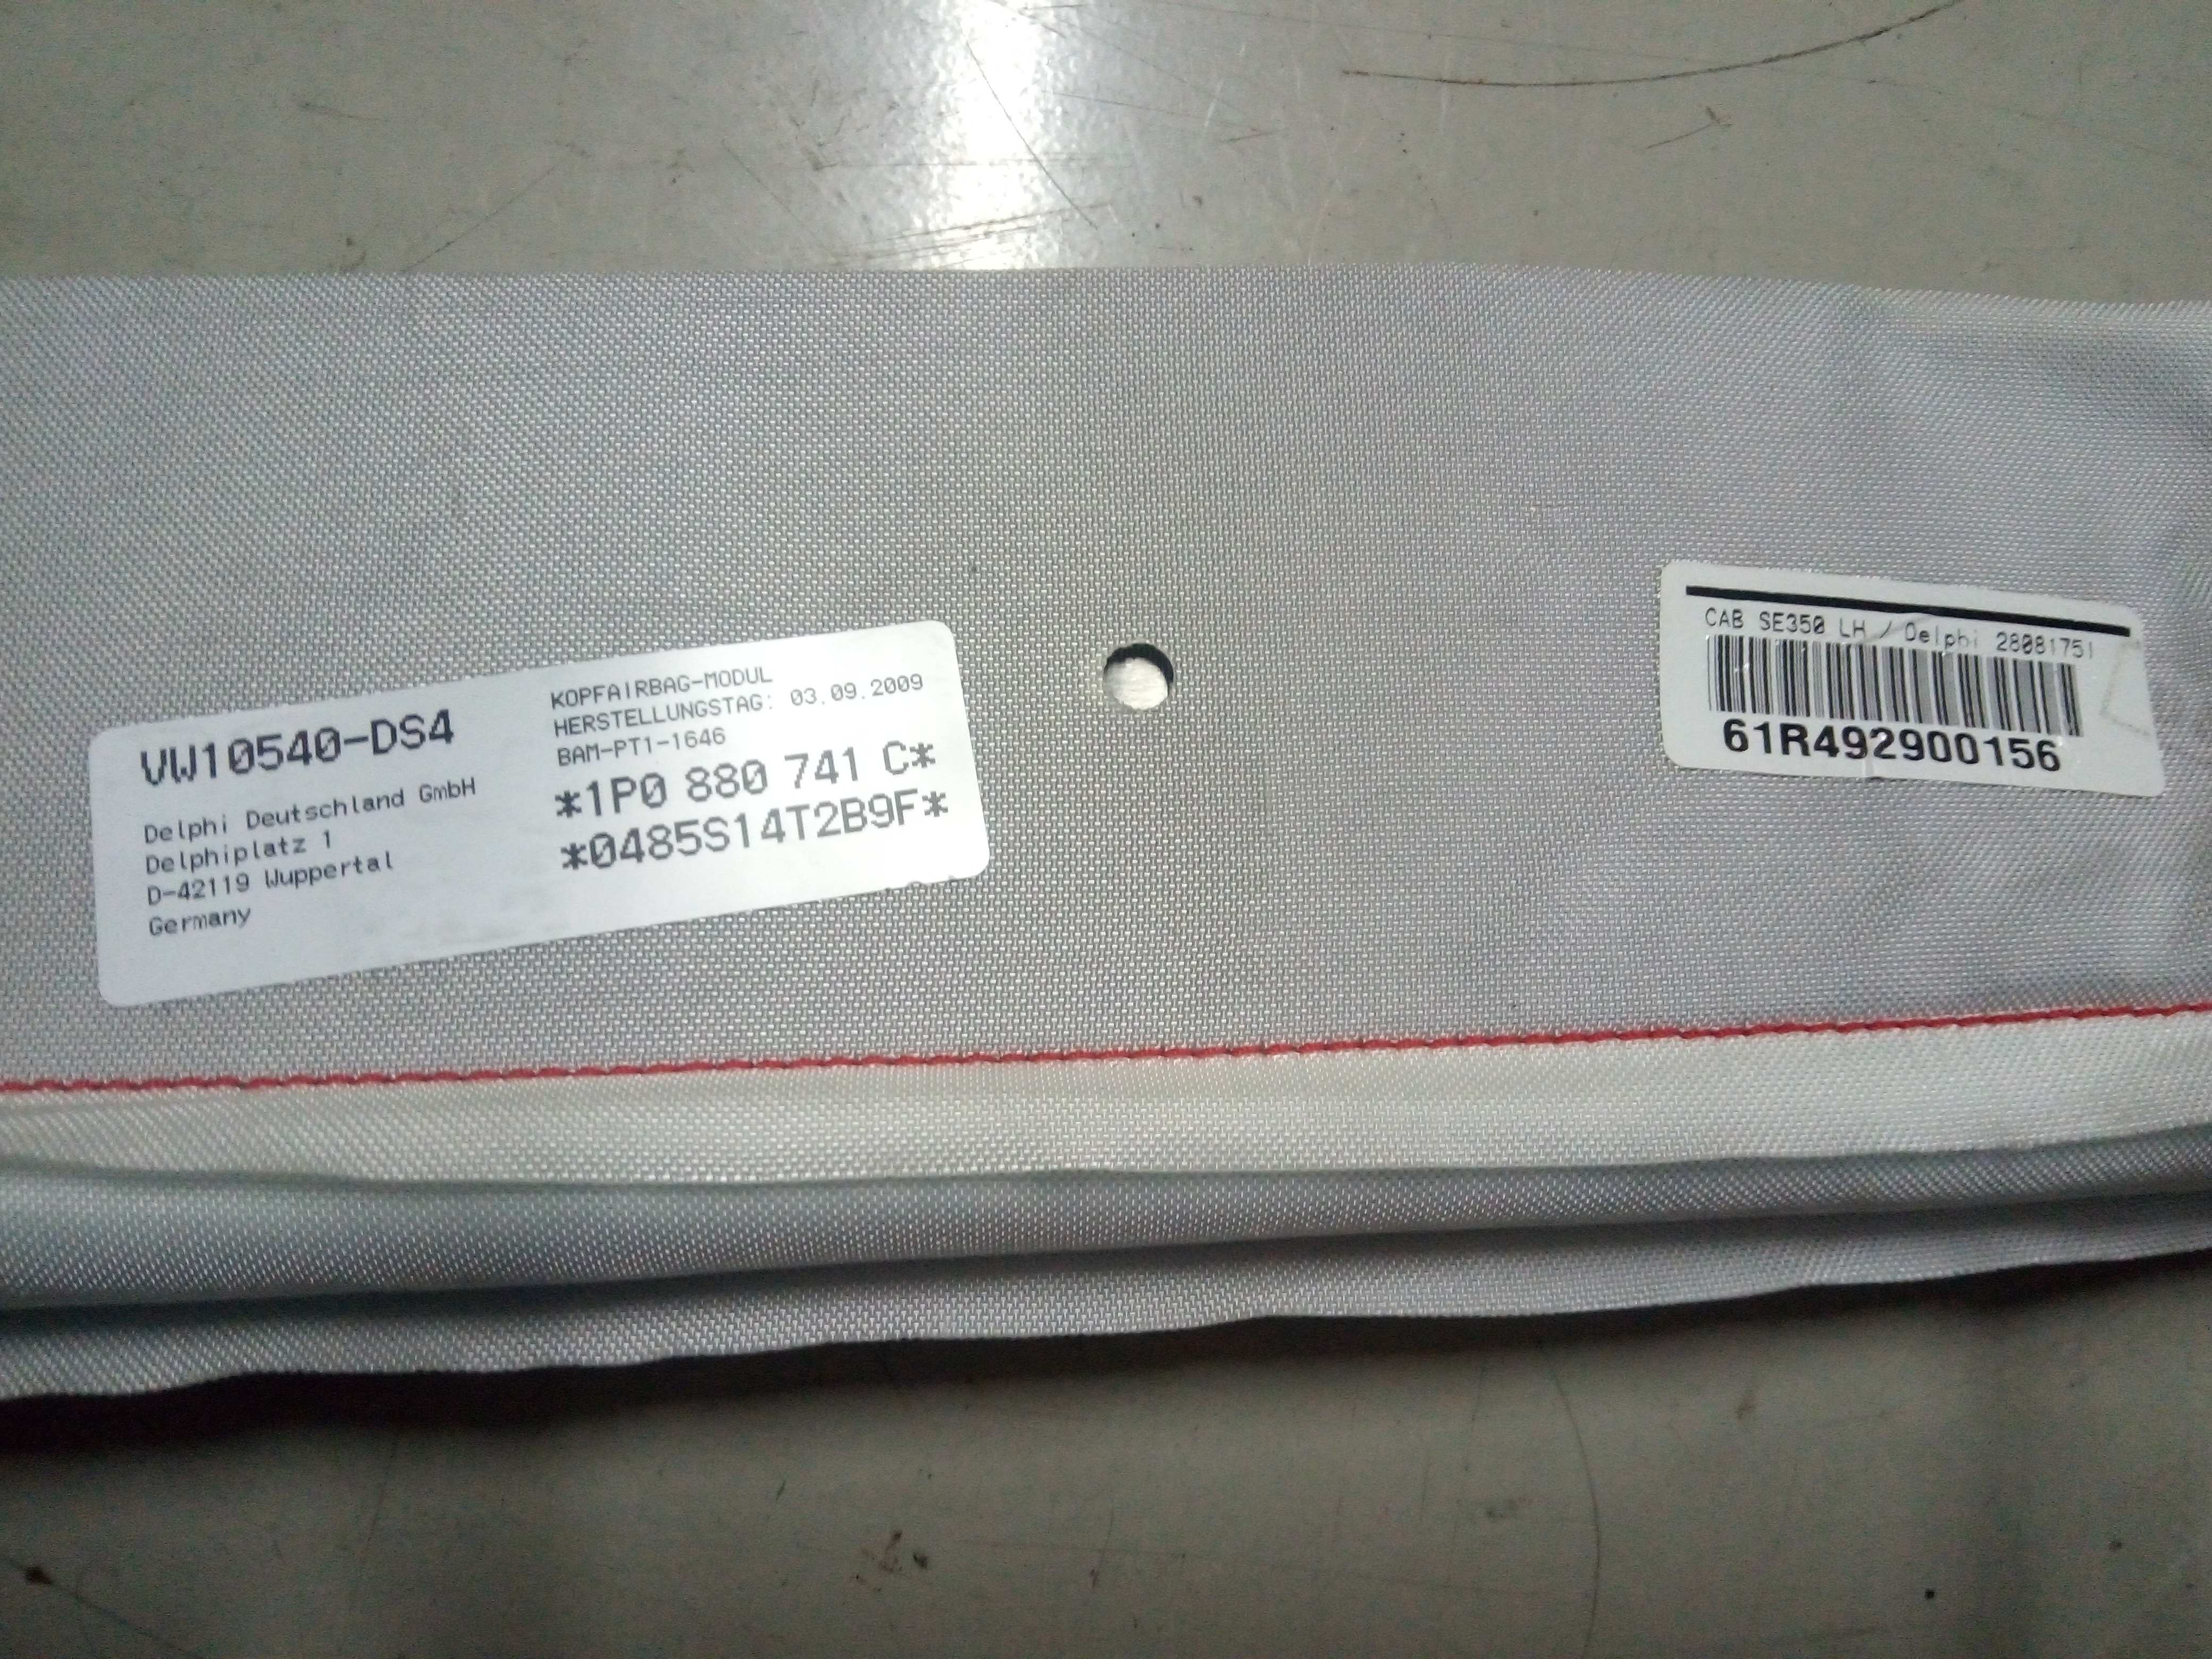 VW10540-DS4
Delphi Deutschland GmbH
Delphiplatz 1
D-42119 Wuppertal
Germany
KOPFAIRBAG-MODUL
HERSTELLUNGSTAG: 03.09.2009
BAM-PT1-1646
*1P0 880 741 C*
*0485S14T2B9F*
CAB SE350 LH / Delphi 28081751
61R492900156